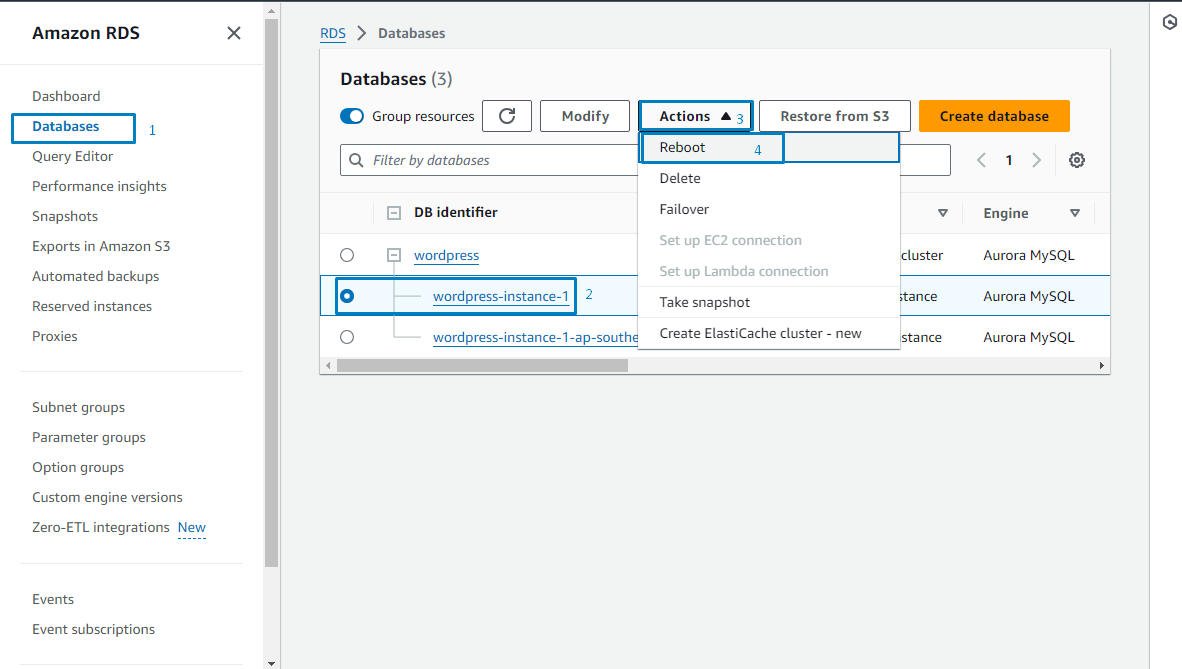 Amazon RDS
Dashboard
Databases 1
Query Editor
Performance insights
Snapshots
Exports in Amazon S3
Automated backups
Reserved instances
Proxies
Subnet groups
Parameter groups
Option groups
Custom engine versions
Zero-ETL integrations New
Events
Event subscriptions
RDS Databases
Databases (3)
Group resources Modify Actions 3 Restore from S3 Create database
Filter by databases 1
Reboot 4
Delete
Failover
Set up EC2 connection
Set up Lambda connection
Take snapshot
Create ElastiCache cluster - new
DB identifier Engine
wordpress cluster Aurora MySQL
wordpress-instance-1 2 stance Aurora MySQL
wordpress-instance-1-ap-southe stance Aurora MySQL